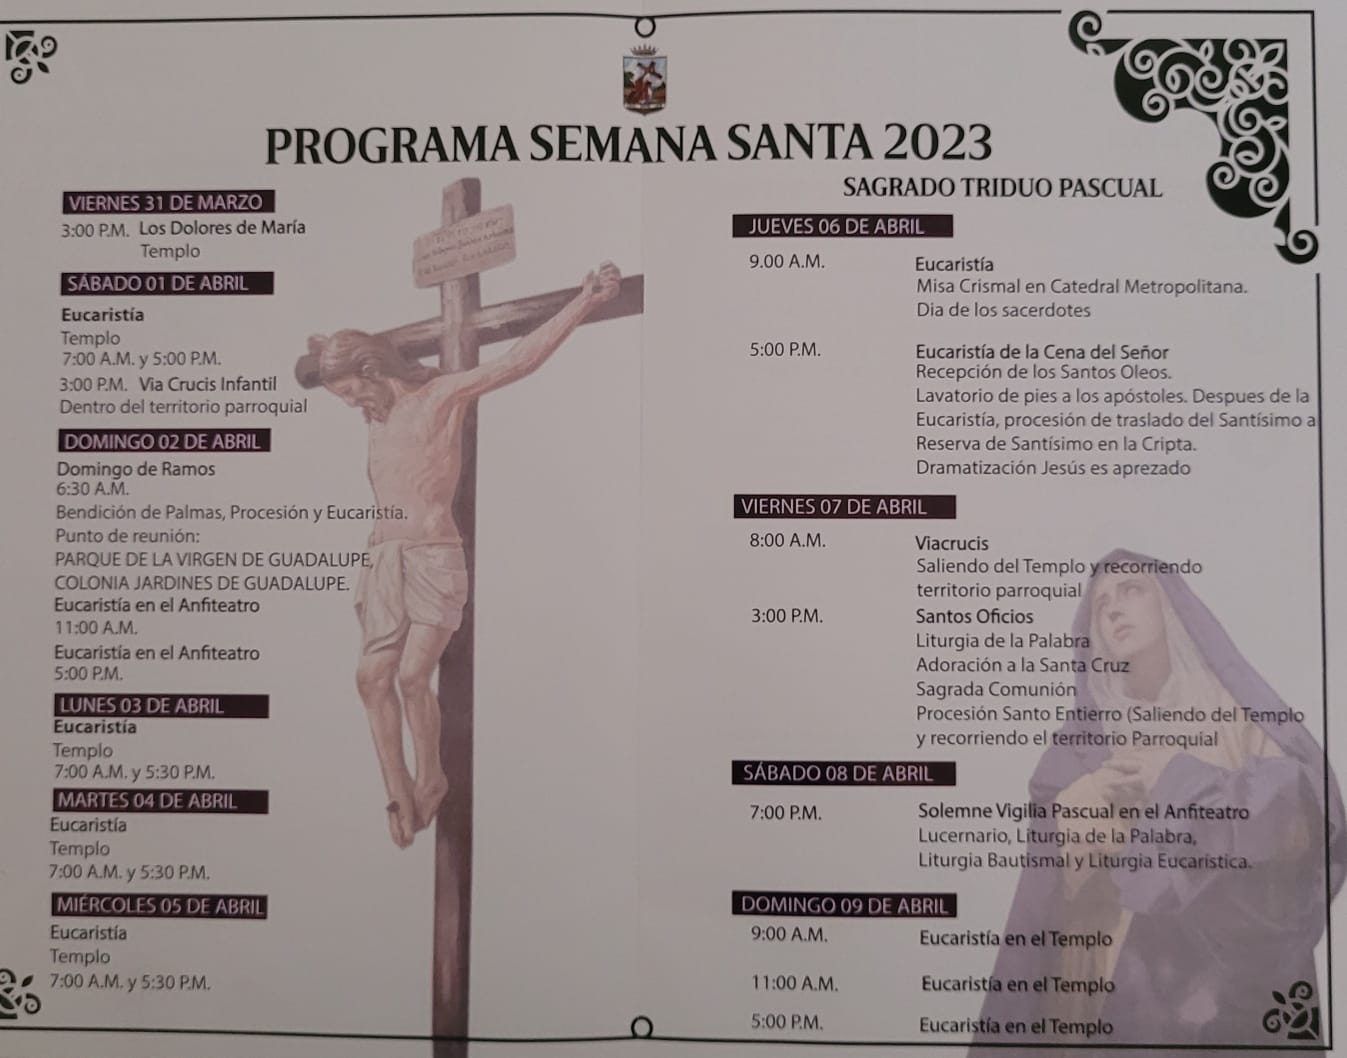 PROGRAMA SEMANA SANTA 2023
VIERNES 31 DE MARZO
3:00 P.M. Los Dolores de María
Templo
SÁBADO 01 DE ABRIL
Eucaristía
Templo
7:00 A.M. y 5:00 P.M.
3:00 P.M. Via Crucis Infantil
Dentro del territorio parroquial
DOMINGO 02 DE ABRIL
Domingo de Ramos
6:30 A.M.
Bendición de Palmas, Procesión y Eucaristía.
Punto de reunión:
PARQUE DE LA VIRGEN DE GUADALUPE,
COLONIA JARDINES DE GUADALUPE.
Eucaristía en el Anfiteatro
11:00 A.M.
Eucaristía en el Anfiteatro
5:00 P.M.
LUNES 03 DE ABRIL
Eucaristía
Templo
7:00 A.M. y 5:30 P.M.
MARTES 04 DE ABRIL
Eucaristía
Templo
7:00 A.M. y 5:30 P.M.
MIÉRCOLES 05 DE ABRIL
Eucaristía
Templo
7:00 A.M. y 5:30 P.M.
SAGRADO TRIDUO PASCUAL
JUEVES 06 DE ABRIL
9.00 A.M. Eucaristía
Misa Crismal en Catedral Metropolitana.
Dia de los sacerdotes
5:00 P.M. Eucaristía de la Cena del Señor
Recepción de los Santos Oleos.
Lavatorio de pies a los apóstoles. Despues de la
Eucaristía, procesión de traslado del Santísimo a
Reserva de Santísimo en la Cripta.
Dramatización Jesús es aprezado
VIERNES 07 DE ABRIL
8:00 A.M. Viacrucis
Saliendo del Templo y recorriendo
territorio parroquial
3:00 P.M. Santos Oficios
Liturgia de la Palabra
Adoración a la Santa Cruz
Sagrada Comunión
Procesión Santo Entierro (Saliendo del Templo
y recorriendo el territorio Parroquial
SÁBADO 08 DE ABRIL
7:00 P.M. Solemne Vigilia Pascual en el Anfiteatro
Lucernario, Liturgia de la Palabra,
Liturgia Bautismal y Liturgia Eucarística.
DOMINGO 09 DE ABRIL
9:00 A.M. Eucaristía en el Templo
11:00 A.M. Eucaristía en el Templo
5:00 P.M. Eucaristía en el Templo